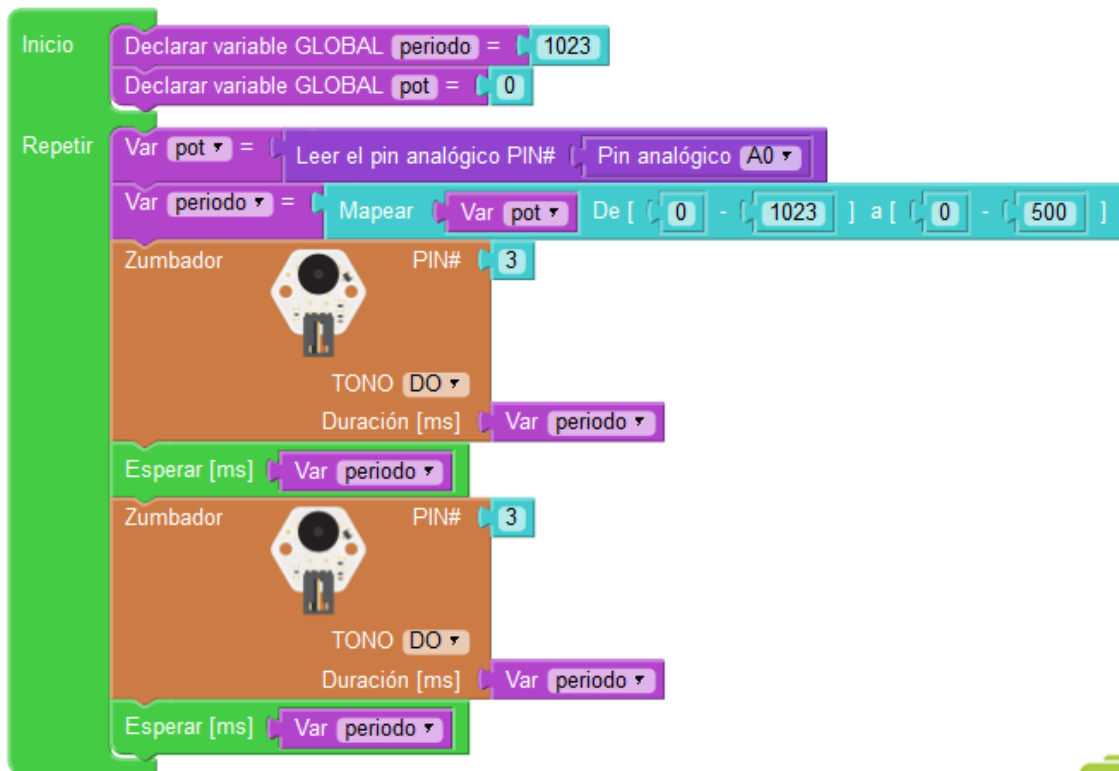 Inicio Declarar variable GLOBAL periodo = 1023
Declarar variable GLOBAL pot = 0
Repetir Var pot = Leer el pin analógico PIN# Pin analógico A0
Var periodo = Mapear Var pot De [ 0 - 1023 ] a [ 0 - 500 ]
Zumbador PIN# 3
TONO DO
Duración [ms] Var periodo
Esperar [ms] Var periodo
Zumbador PIN# 3
TONO DO
Duración [ms] Var periodo
Esperar [ms] Var periodo